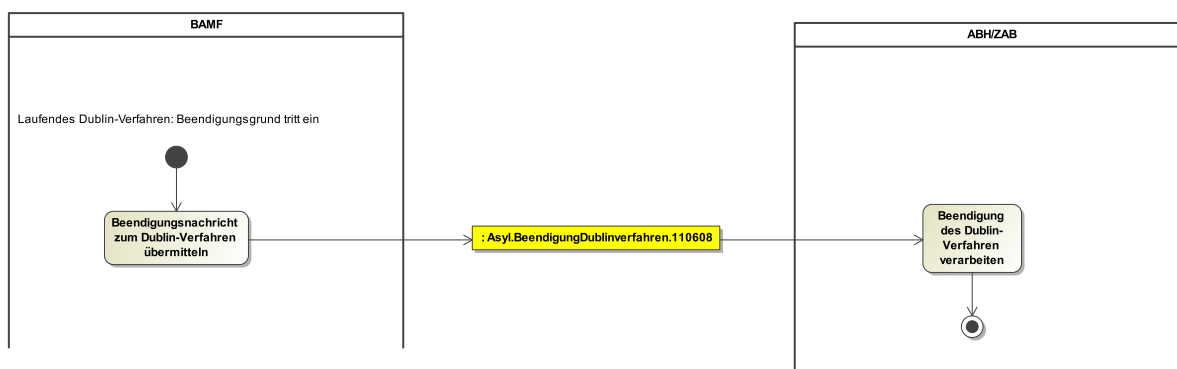 BAMF
ABH/ZAB
Laufendes Dublin-Verfahren: Beendigungsgrund tritt ein
Beendigungsnachricht
zum Dublin-Verfahren
übermitteln
: Asyl.BeendigungDublinverfahren.110608
Beendigung
des Dublin-
Verfahren
verarbeiten